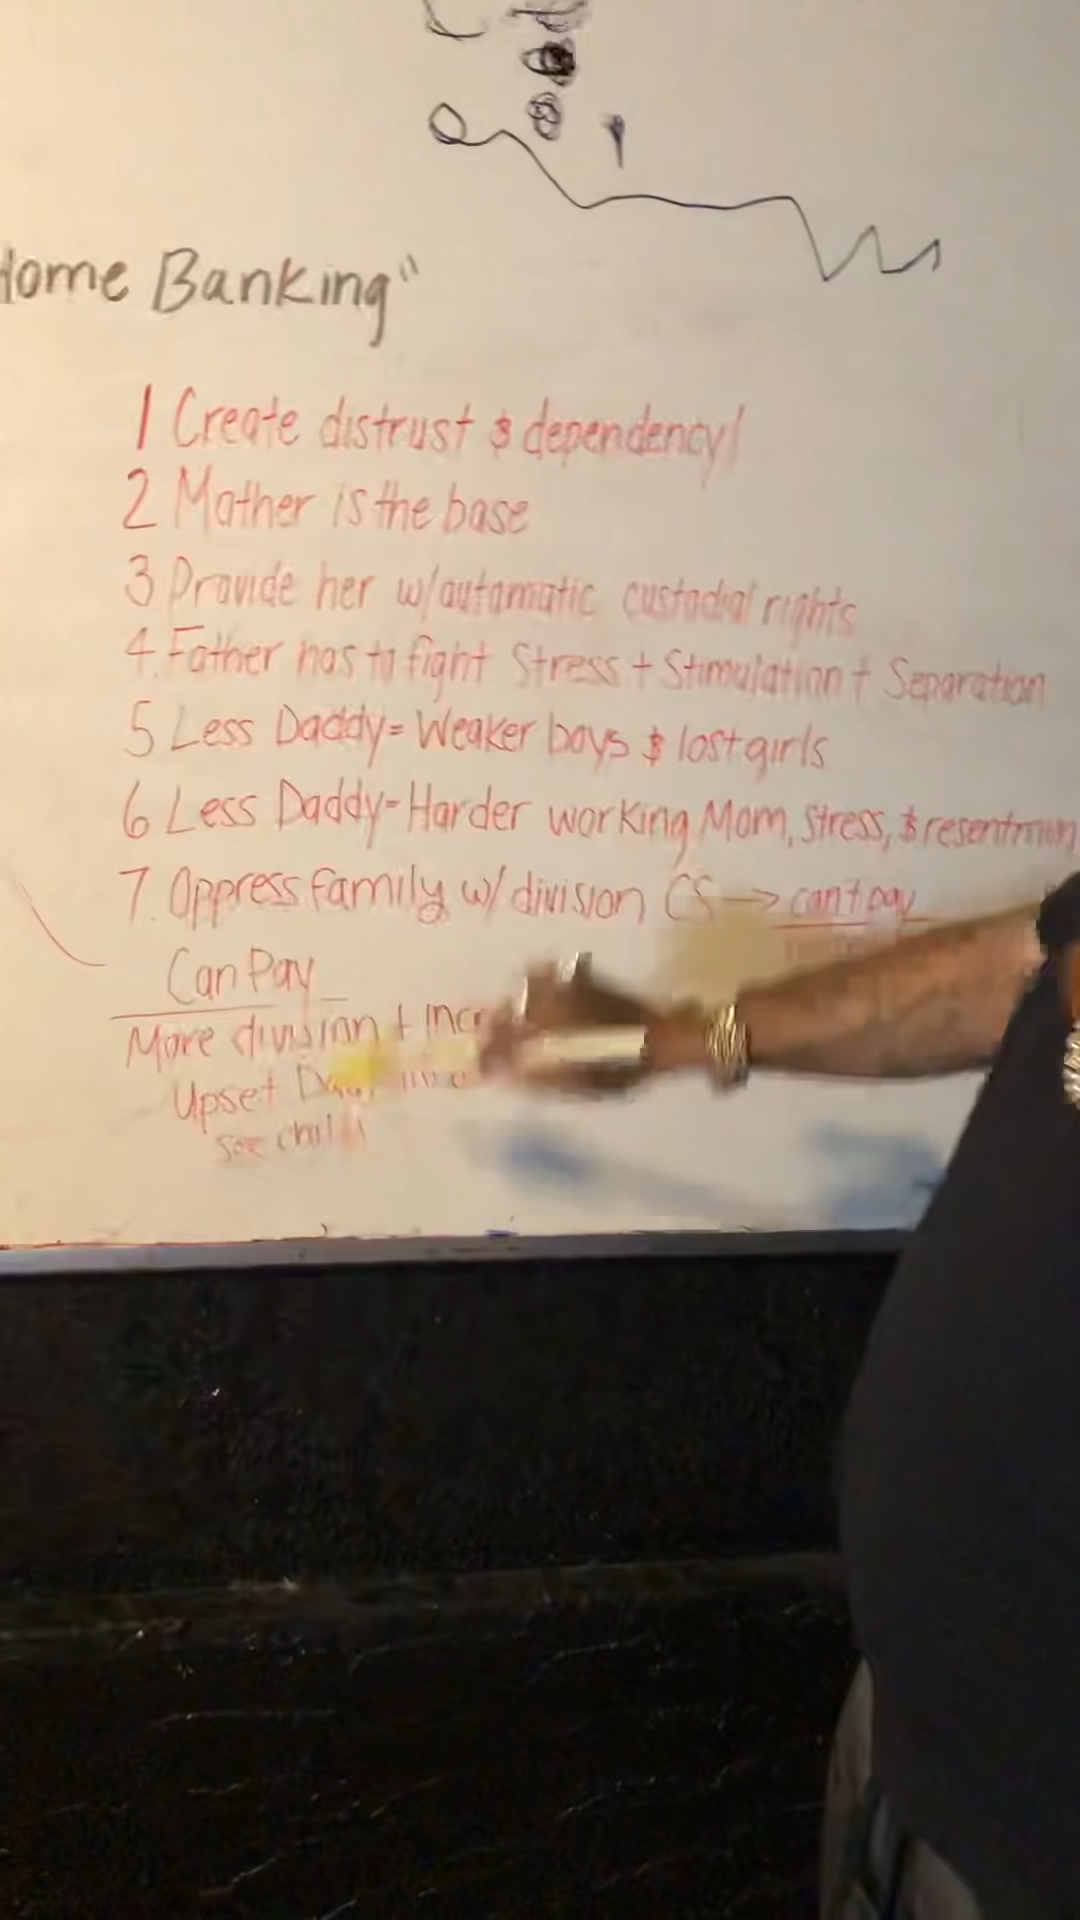 Home Banking"
1 Create distrust & dependency!
2 Mother is the base
3 Provide her w/automatic custodial rights
4. Father has to fight Stress + Stimulation + Separation
5 Less Daddy = Weaker boys & lost girls
6 Less Daddy - Harder working Mom, Stress, &
7. Oppress family w/ division CS → can't pay
Can Pay
More division +
Upset
see child